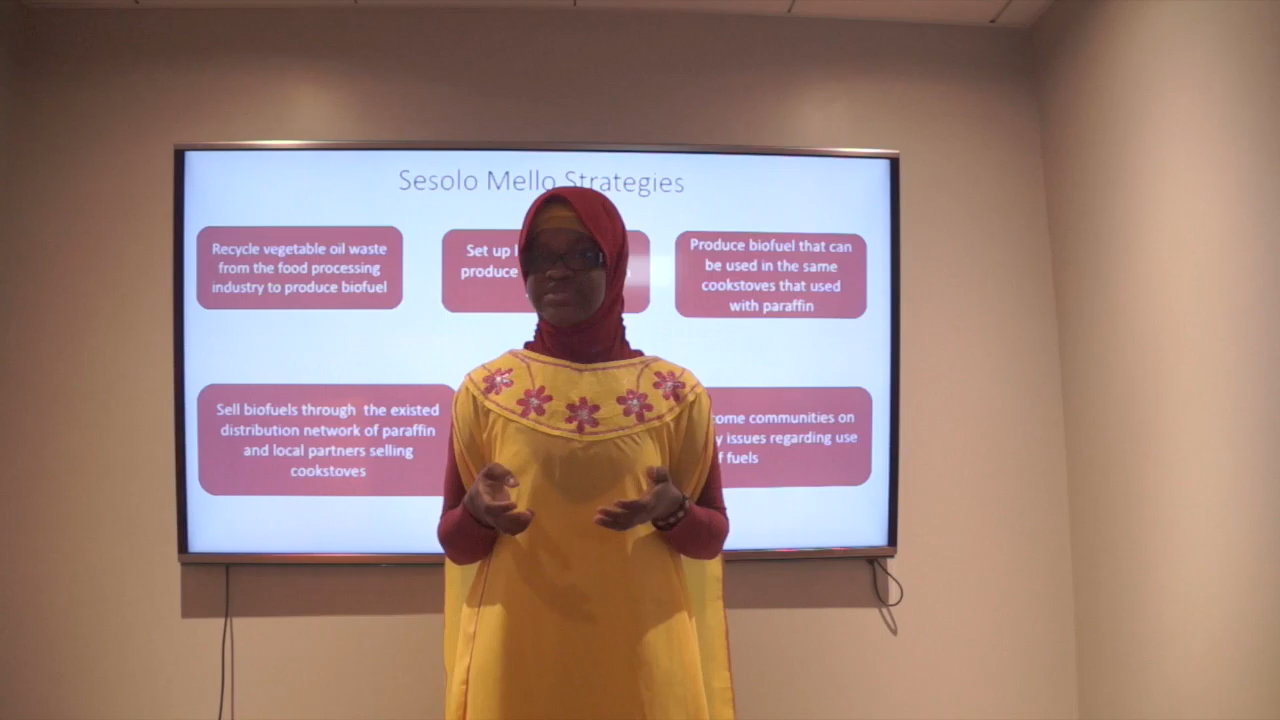 Sesolo Mello Strategies
Recycle vegetable oil waste
from the food processing
industry to produce biofuel
Set up
produce
Produce biofuel that can
be used in the same
cookstoves that used
with paraffin
Sell biofuels through the existed
distribution network of paraffin
and local partners selling
cookstoves
communities on
issues regarding use
fuels